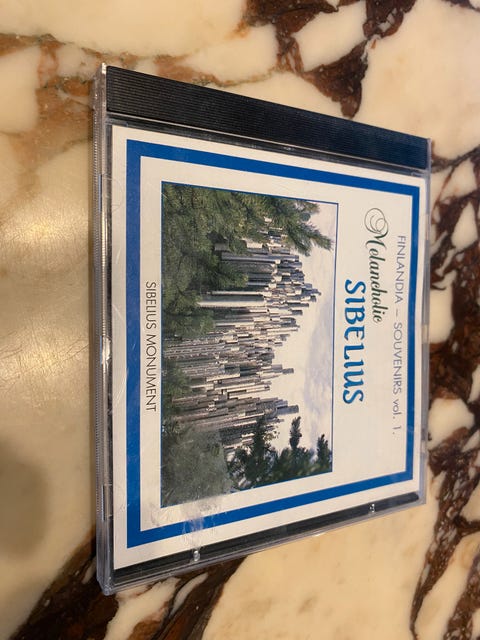 FINLANDIA – SOUVENIRS vol. 1.
Melancholic
SIBELIUS
SIBELIUS MONUMENT